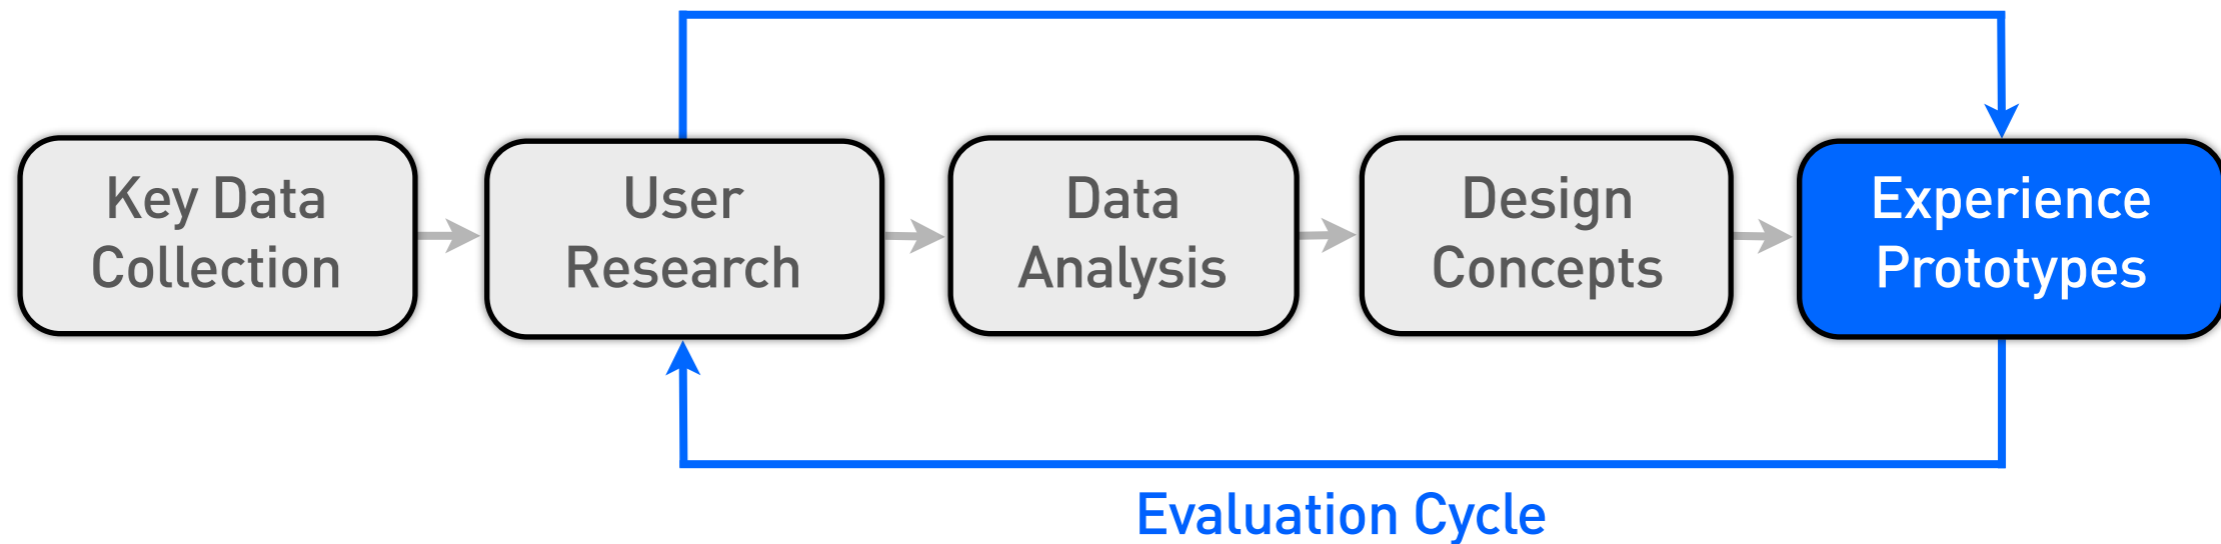 Key Data
Collection
User
Research
Data
Analysis
Design
Concepts
Experience
Prototypes
Evaluation Cycle